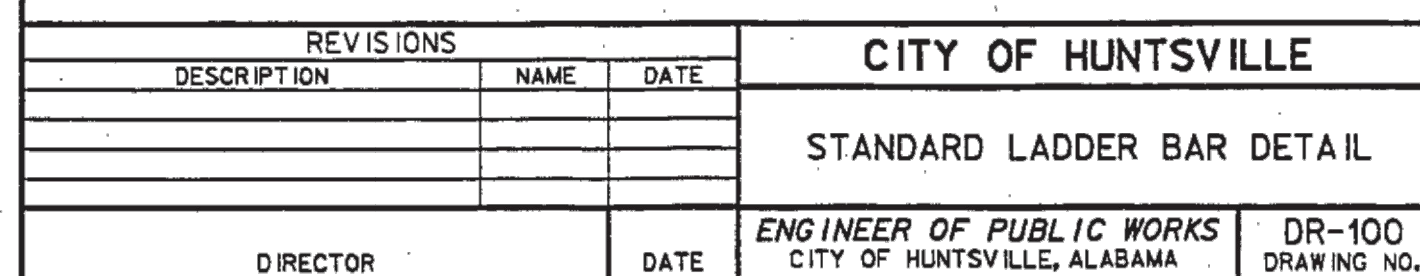 REVISIONS
DESCRIPTION NAME DATE
CITY OF HUNTSVILLE
STANDARD LADDER BAR DETAIL
DIRECTOR DATE
ENGINEER OF PUBLIC WORKS
CITY OF HUNTSVILLE, ALABAMA
DR-100
DRAWING NO.